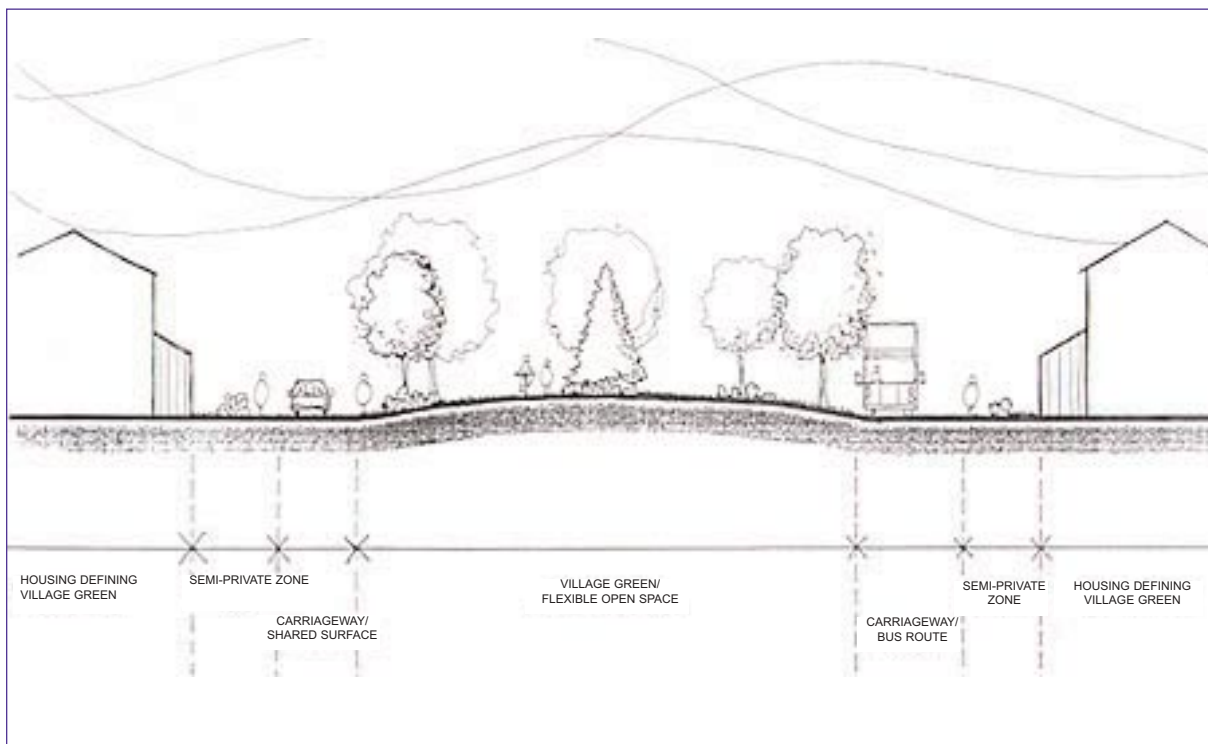 HOUSING DEFINING
VILLAGE GREEN
SEMI-PRIVATE ZONE
CARRIAGEWAY/
SHARED SURFACE
VILLAGE GREEN/
FLEXIBLE OPEN SPACE
CARRIAGEWAY/
BUS ROUTE
SEMI-PRIVATE
ZONE
HOUSING DEFINING
VILLAGE GREEN